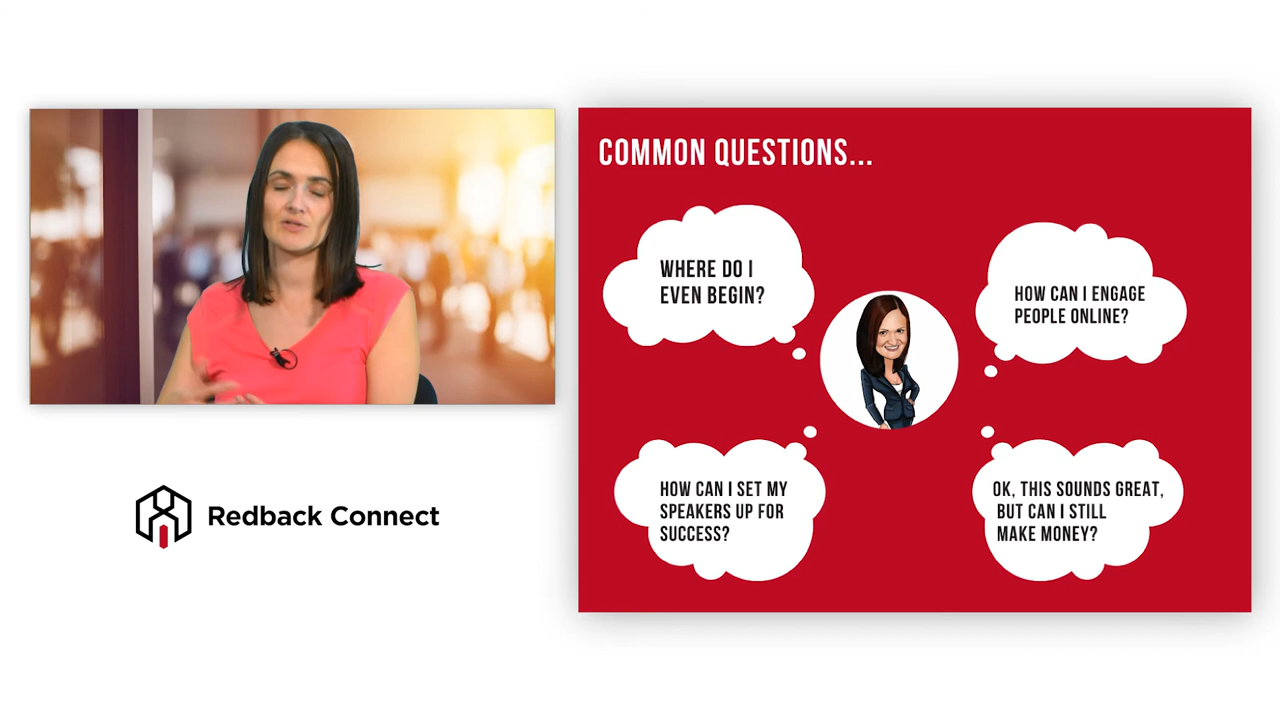 COMMON QUESTIONS...
WHERE DO I
EVEN BEGIN?
HOW CAN I ENGAGE
PEOPLE ONLINE?
HOW CAN I SET MY
SPEAKERS UP FOR
SUCCESS?
OK, THIS SOUNDS GREAT,
BUT CAN I STILL
MAKE MONEY?
Redback Connect